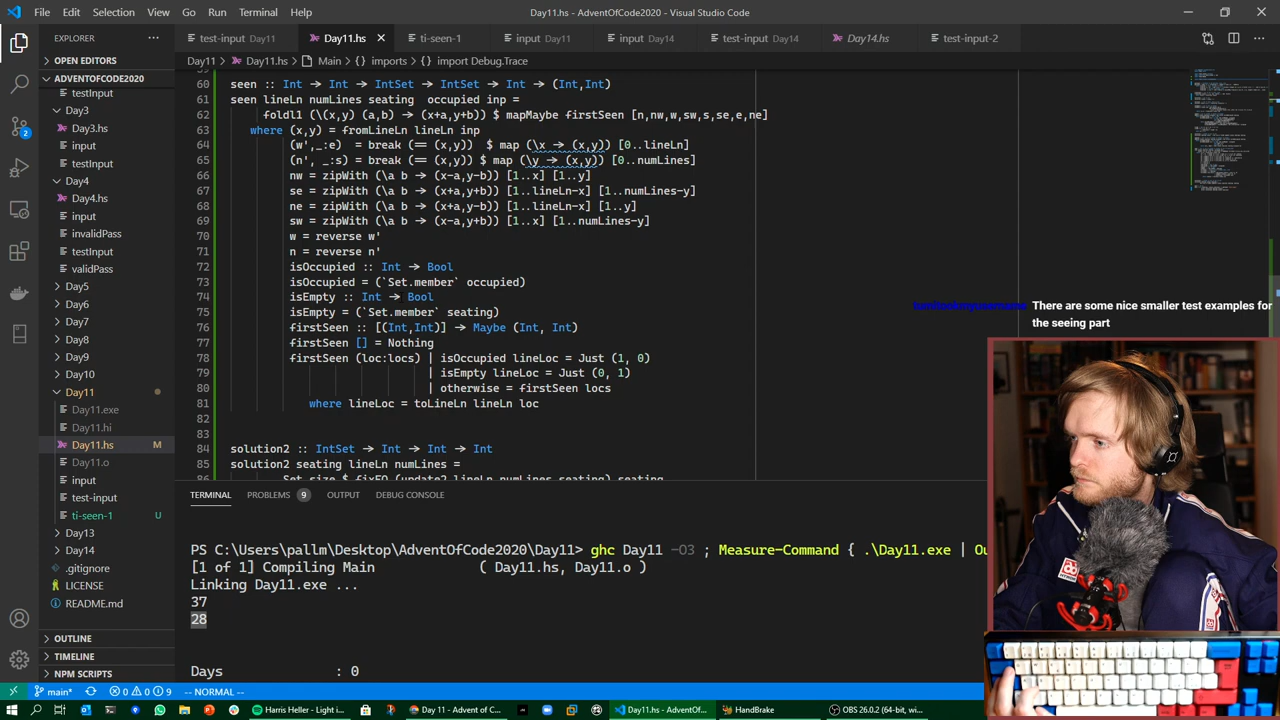 File Edit Selection View Go Run Terminal Help
Day11.hs - AdventOfCode2020 - Visual Studio Code
EXPLORER
test-input Day11
Day11.hs
ti-seen-1
input Day11
input Day14
test-input Day14
Day14.hs
test-input-2
Day11 > Day11.hs > Main > imports > import Debug.Trace
OPEN EDITORS
ADVENTOFCODE2020
testInput
Day3
Day3.hs
input
testInput
Day4
Day4.hs
input
invalidPass
testInput
validPass
Day5
Day6
Day7
Day8
Day9
Day10
Day11
Day11.exe
Day11.hi
Day11.hs M
Day11.o
input
test-input
ti-seen-1 U
Day13
Day14
.gitignore
LICENSE
README.md
OUTLINE
TIMELINE
NPM SCRIPTS
60 seen :: Int → Int → IntSet → IntSet → Int → (Int,Int)
61 seen lineLn numLines seating occupied inp =
62 foldl1 (\(x,y) (a,b) → (x+a,y+b)) $ mapMaybe firstSeen [n,nw,w,sw,s,se,e,ne]
63 where (x,y) = fromLineLn lineLn inp
64 (w',_:e) = break (== (x,y)) $ map (\x → (x,y)) [0..lineLn]
65 (n', _:s) = break (== (x,y)) $ map (\y → (x,y)) [0..numLines]
66 nw = zipWith (\a b → (x-a,y-b)) [1..x] [1..y]
67 se = zipWith (\a b → (x+a,y+b)) [1..lineLn-x] [1..numLines-y]
68 ne = zipWith (\a b → (x+a,y-b)) [1..lineLn-x] [1..y]
69 sw = zipWith (\a b → (x-a,y+b)) [1..x] [1..numLines-y]
70 w = reverse w'
71 n = reverse n'
72 isOccupied :: Int → Bool
73 isOccupied = (`Set.member` occupied)
74 isEmpty :: Int → Bool
75 isEmpty = (`Set.member` seating)
76 firstSeen :: [(Int,Int)] → Maybe (Int, Int)
77 firstSeen [] = Nothing
78 firstSeen (loc:locs) | isOccupied lineLoc = Just (1, 0)
79 | isEmpty lineLoc = Just (0, 1)
80 | otherwise = firstSeen locs
81 where lineLoc = toLineLn lineLn loc
82
83
84 solution2 :: IntSet → Int → Int → Int
85 solution2 seating lineLn numLines =
There are some nice smaller test examples for
the seeing part
TERMINAL PROBLEMS 9 OUTPUT DEBUG CONSOLE
PS C:\Users\pallm\Desktop\AdventOfCode2020\Day11> ghc Day11 -O3 ; Measure-Command { .\Day11.exe | Ou
[1 of 1] Compiling Main ( Day11.hs, Day11.o )
Linking Day11.exe ...
37
28
Days : 0
main* 0 0 9 -- NORMAL --
Harris Heller - Light i...
Day 11 - Advent of C...
Day11.hs - AdventOf...
HandBrake
OBS 26.0.2 (64-bit, wi...